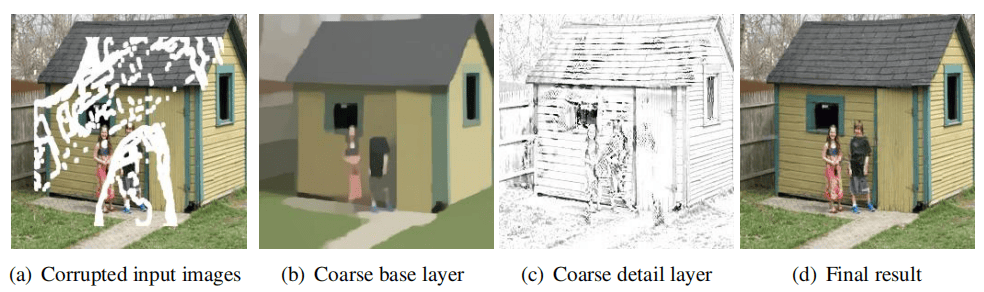 (a) Corrupted input images
(b) Coarse base layer
(c) Coarse detail layer
(d) Final result